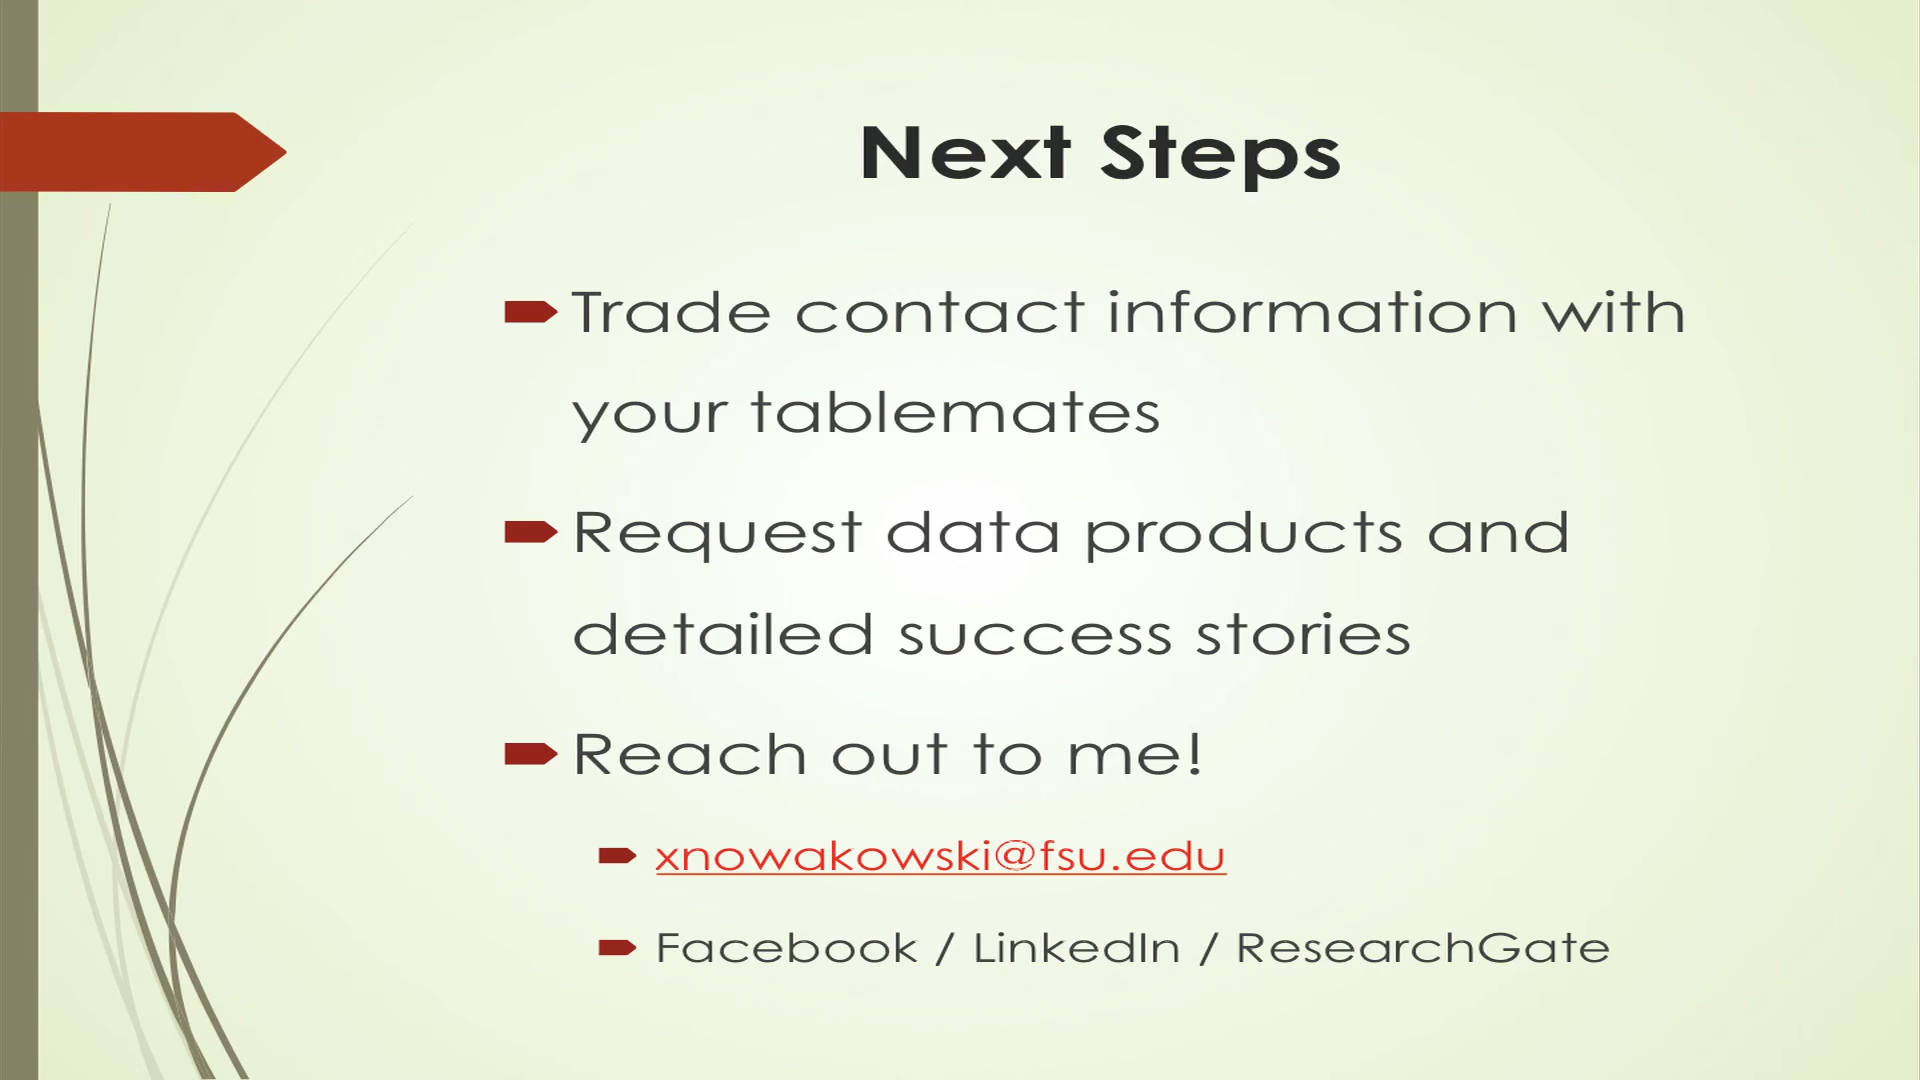 Next Steps
Trade contact information with
your tablemates
Request data products and
detailed success stories
Reach out to me!
xnowakowski@fsu.edu
Facebook / LinkedIn / ResearchGate